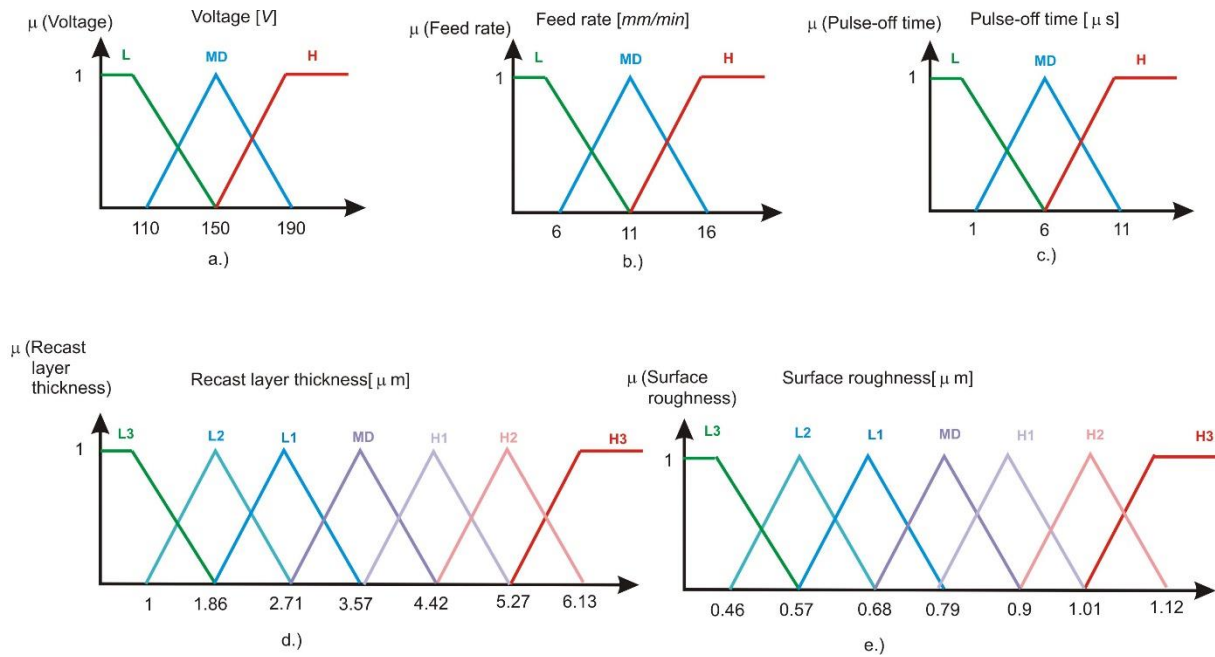 μ (Voltage)
Voltage [V]
L
MD
H
1
110
150
190
a.)
μ (Feed rate)
Feed rate [mm/min]
L
MD
H
1
6
11
16
b.)
μ (Pulse-off time)
Pulse-off time [ μ s]
L
MD
H
1
1
6
11
c.)
μ (Recast
layer
thickness)
Recast layer thickness[ μ m]
L3
L2
L1
MD
H1
H2
H3
1
1
1.86
2.71
3.57
4.42
5.27
6.13
d.)
μ (Surface
roughness)
Surface roughness[ μ m]
L3
L2
L1
MD
H1
H2
H3
1
0.46
0.57
0.68
0.79
0.9
1.01
1.12
e.)